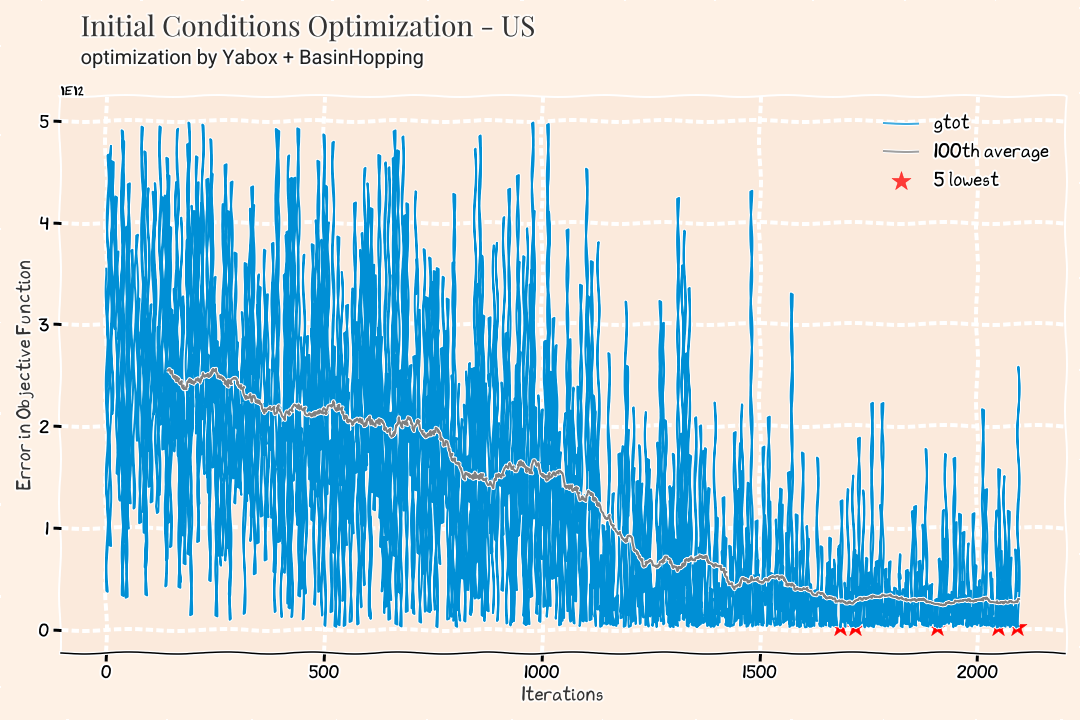 Initial Conditions Optimization - US
optimization by Yabox + BasinHopping
1E12
5
4
3
2
1
0
Error in Objective Function
gtot
100th average
5 lowest
0
500
1000
1500
2000
Iterations